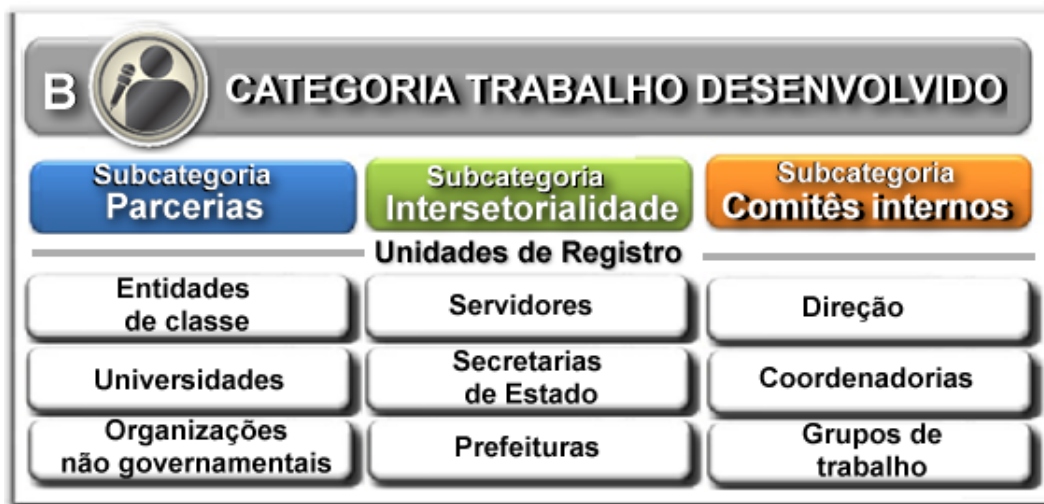 B CATEGORIA TRABALHO DESENVOLVIDO
Subcategoria
Parcerias
Subcategoria
Intersetorialidade
Subcategoria
Comitês internos
Unidades de Registro
Entidades
de classe
Servidores
Direção
Universidades
Secretarias
de Estado
Coordenadorias
Organizações
não governamentais
Prefeituras
Grupos de
trabalho